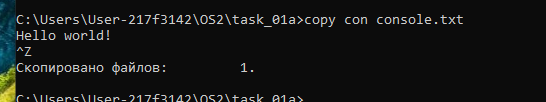 C:\Users\User-217f3142\OS2\task_01a>copy con console.txt
Hello world!
^Z
Скопировано файлов:         1.
C:\Users\User-217f3142\OS2\task_01a>